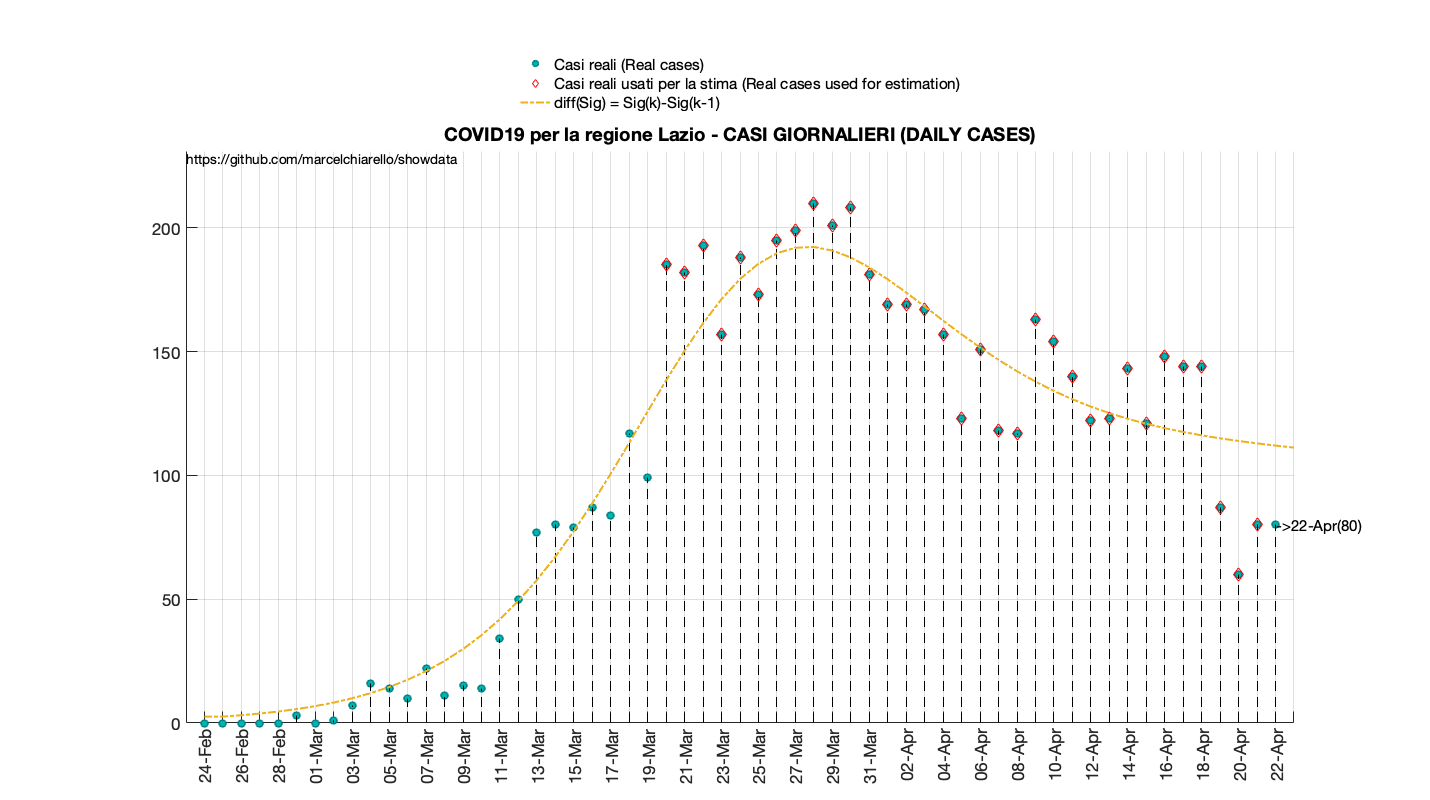 Casi reali (Real cases)
Casi reali usati per la stima (Real cases used for estimation)
diff(Sig) = Sig(k)-Sig(k-1)
COVID19 per la regione Lazio - CASI GIORNALIERI (DAILY CASES)
https://github.com/marcelchiarello/showdata
200
150
100
50
0
->22-Apr(80)
24-Feb
26-Feb
28-Feb
01-Mar
03-Mar
05-Mar
07-Mar
09-Mar
11-Mar
13-Mar
15-Mar
17-Mar
19-Mar
21-Mar
23-Mar
25-Mar
27-Mar
29-Mar
31-Mar
02-Apr
04-Apr
06-Apr
08-Apr
10-Apr
12-Apr
14-Apr
16-Apr
18-Apr
20-Apr
22-Apr